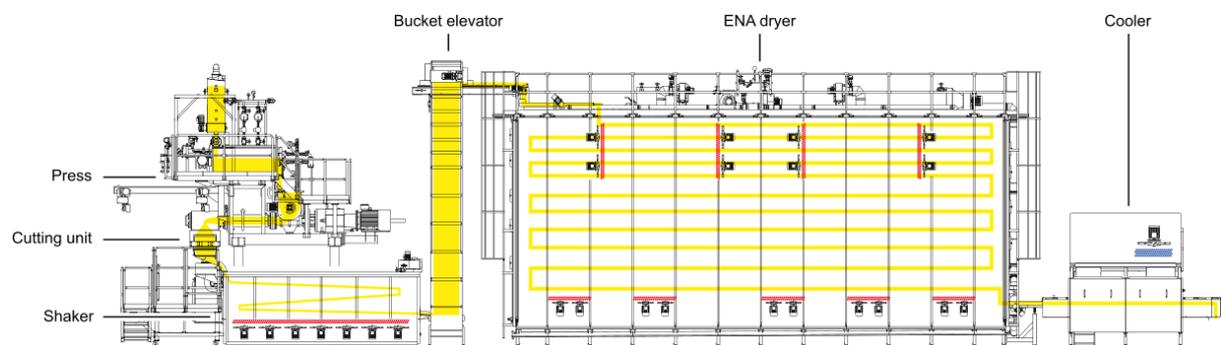 Bucket elevator
ENA dryer
Cooler
Press
Cutting unit
Shaker